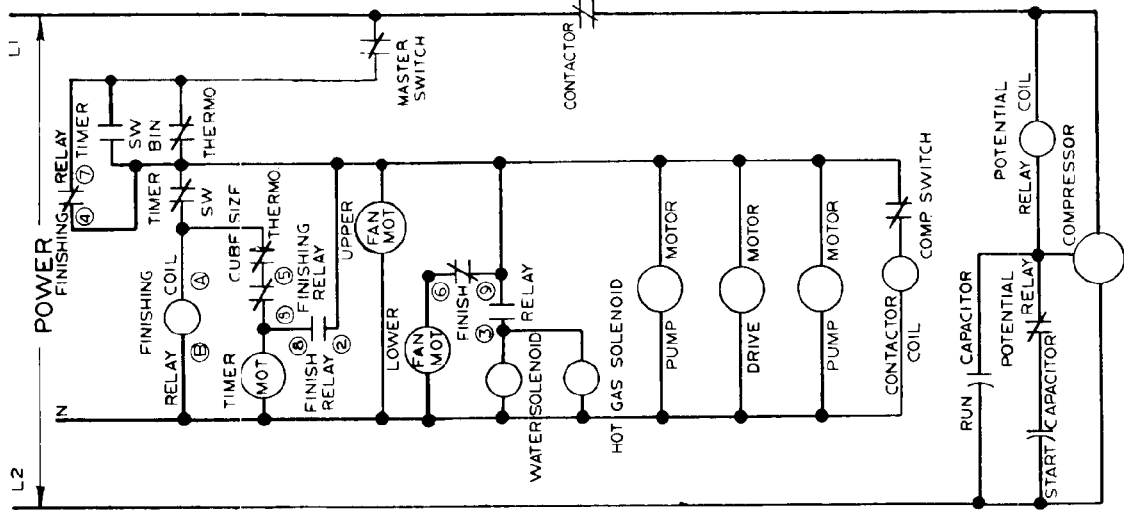 L2
L1
POWER
N
FINISHING RELAY
④ ⑦
TIMER
SW
BIN
THERMO
FINISHING
RELAY COIL
Ⓑ Ⓐ
TIMER
SW
CUBF SIZF
THERMO.
⑤
FINISHING
RELAY
TIMER
MOT
⑧
FINISH
RELAY ②
UPPER
FAN
MOT
MASTER
SWITCH
LOWER
FAN
MOT
⑥
FINISH
⑨
③
RELAY
WATER SOLENOID
HOT GAS SOLENOID
CONTACTOR
PUMP MOTOR
DRIVE MOTOR
PUMP MOTOR
CONTACTOR
COIL
COMP SWITCH
RUN CAPACITOR
POTENTIAL
RELAY COIL
POTENTIAL
RELAY
START CAPACITOR
COMPRESSOR